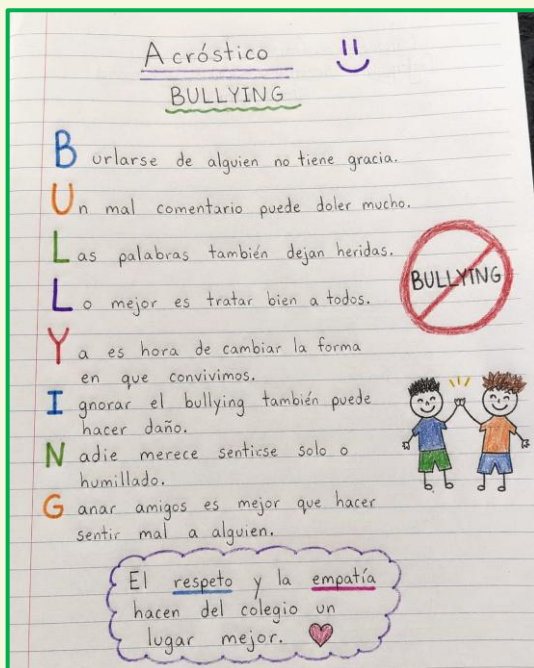 Acróstico
BULLYING
Burlarse de alguien no tiene gracia.
Un mal comentario puede doler mucho.
Las palabras también dejan heridas.
BULLYING
Lo mejor es tratar bien a todos.
Ya es hora de cambiar la forma
en que convivimos.
Ignorar el bullying también puede
hacer daño.
Nadie merece sentirse solo o
humillado.
Ganar amigos es mejor que hacer
sentir mal a alguien.
El respeto y la empatía
hacen del colegio un
lugar mejor.